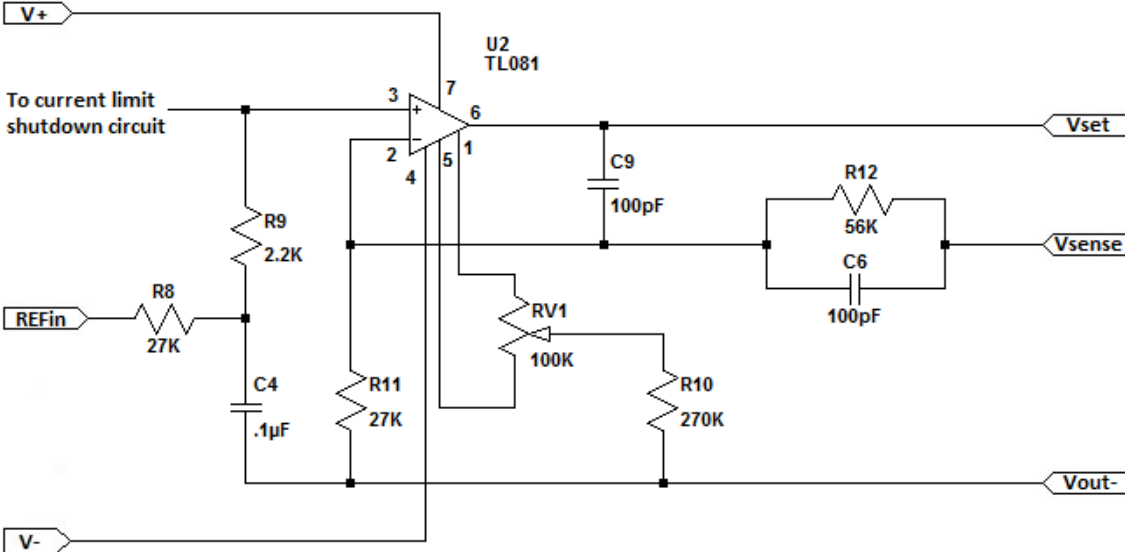 V+
U2
TL081
7
3
To current limit
shutdown circuit
+
6
Vset
−
2
5
1
4
C9
100pF
R12
56K
R9
2.2K
Vsense
C6
100pF
R8
REFin
27K
RV1
100K
C4
.1µF
R11
27K
R10
270K
Vout-
V-